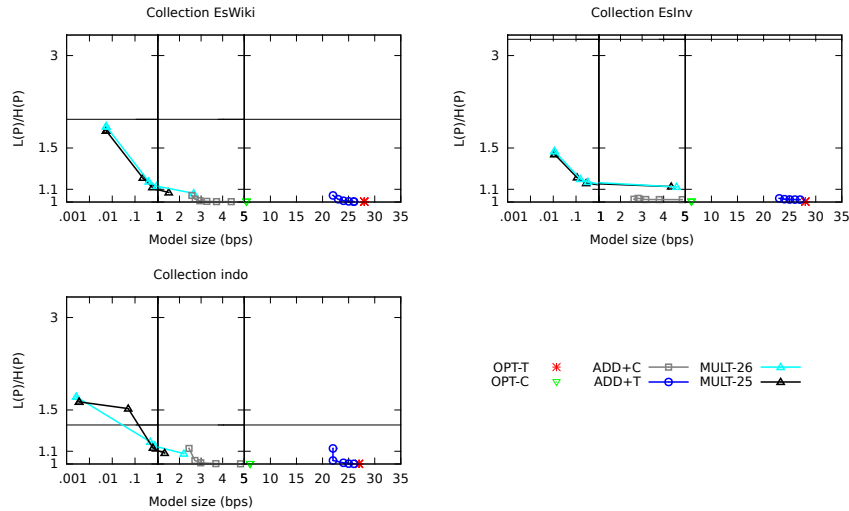 Collection EsWiki
L(P)/H(P)
3
1.5
1.1
1
.001 .01 .1 1 2 3 4 5 10 15 20 25 30 35
Model size (bps)
Collection EsInv
L(P)/H(P)
3
1.5
1.1
1
.001 .01 .1 1 2 3 4 5 10 15 20 25 30 35
Model size (bps)
Collection indo
L(P)/H(P)
3
1.5
1.1
1
.001 .01 .1 1 2 3 4 5 10 15 20 25 30 35
Model size (bps)
OPT-T ADD+C MULT-26
OPT-C ADD+T MULT-25